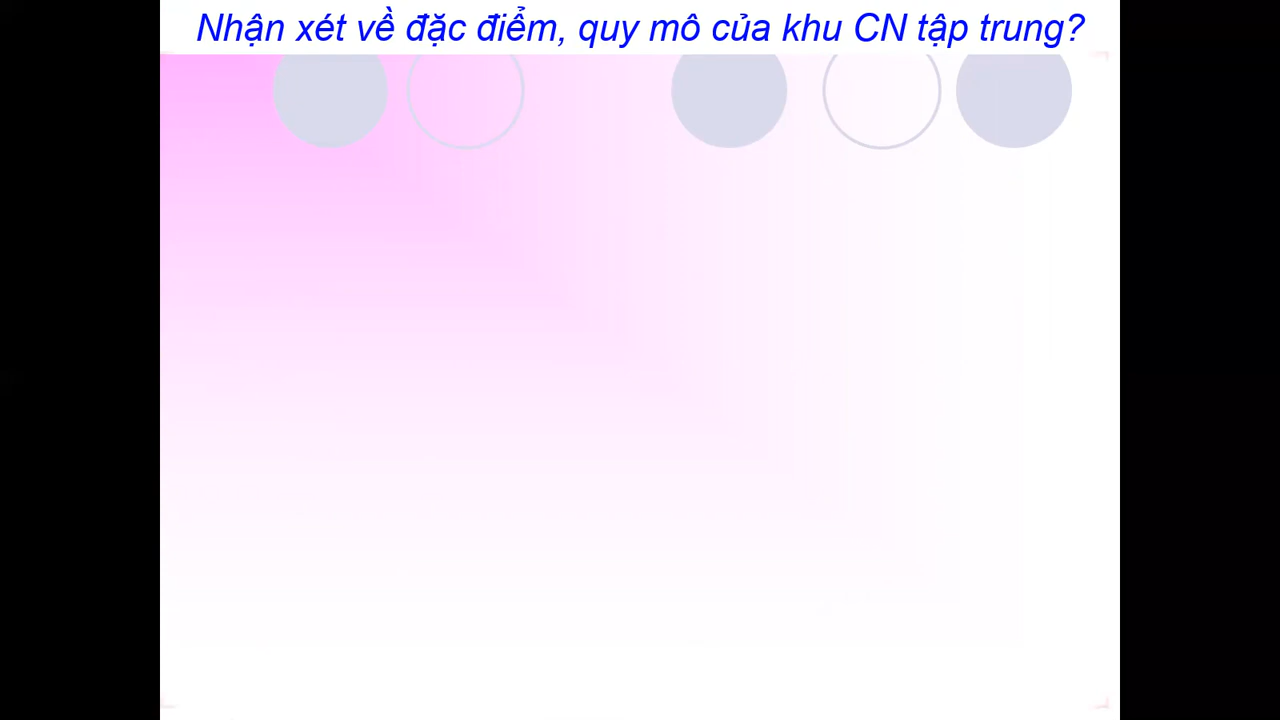 Nhận xét về đặc điểm, quy mô của khu CN tập trung?